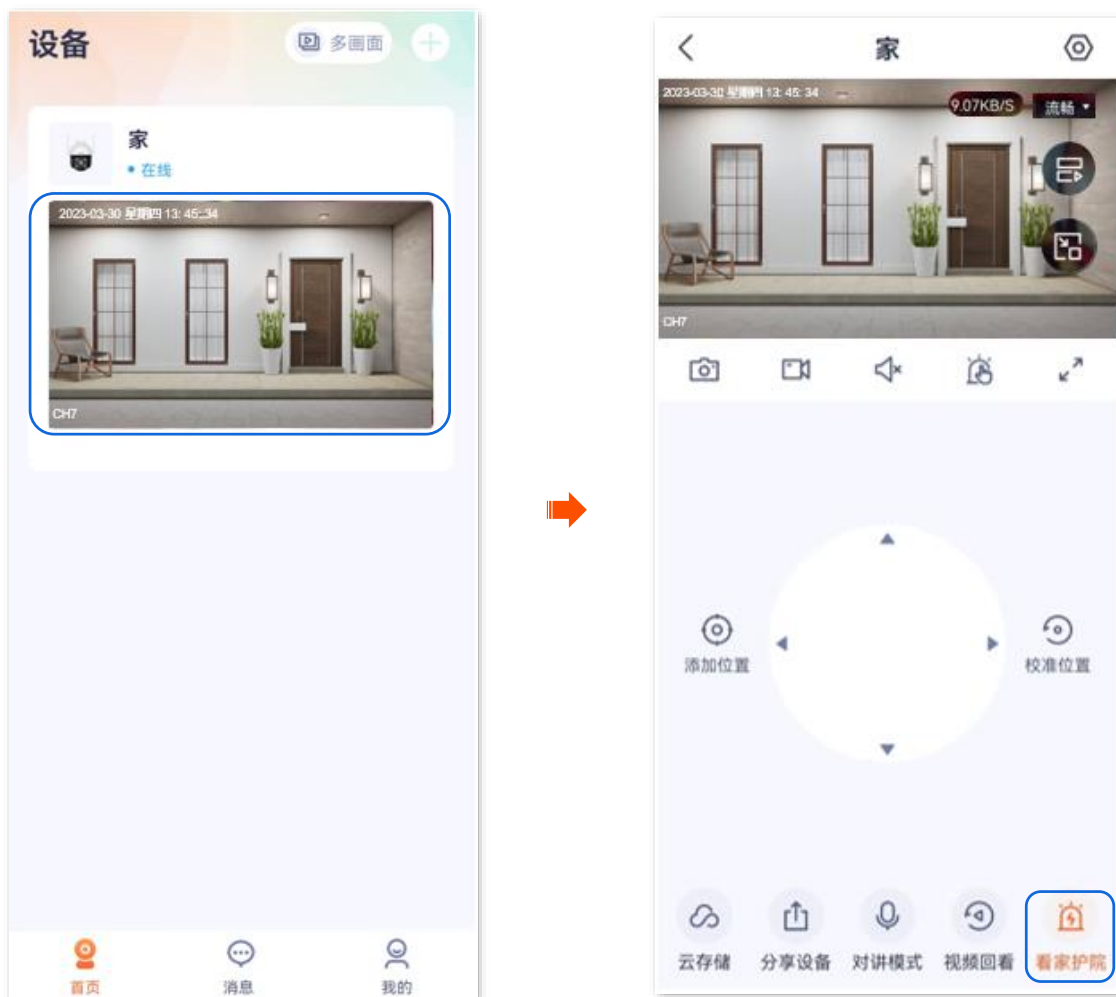 设备
多画面
家
在线
2023-03-30 星期四 13: 45: 34
CH7
首页
消息
我的
家
2023-03-30 星期四 13: 45: 34
9.07KB/S
流畅
CH7
添加位置
校准位置
云存储
分享设备
对讲模式
视频回看
看家护院